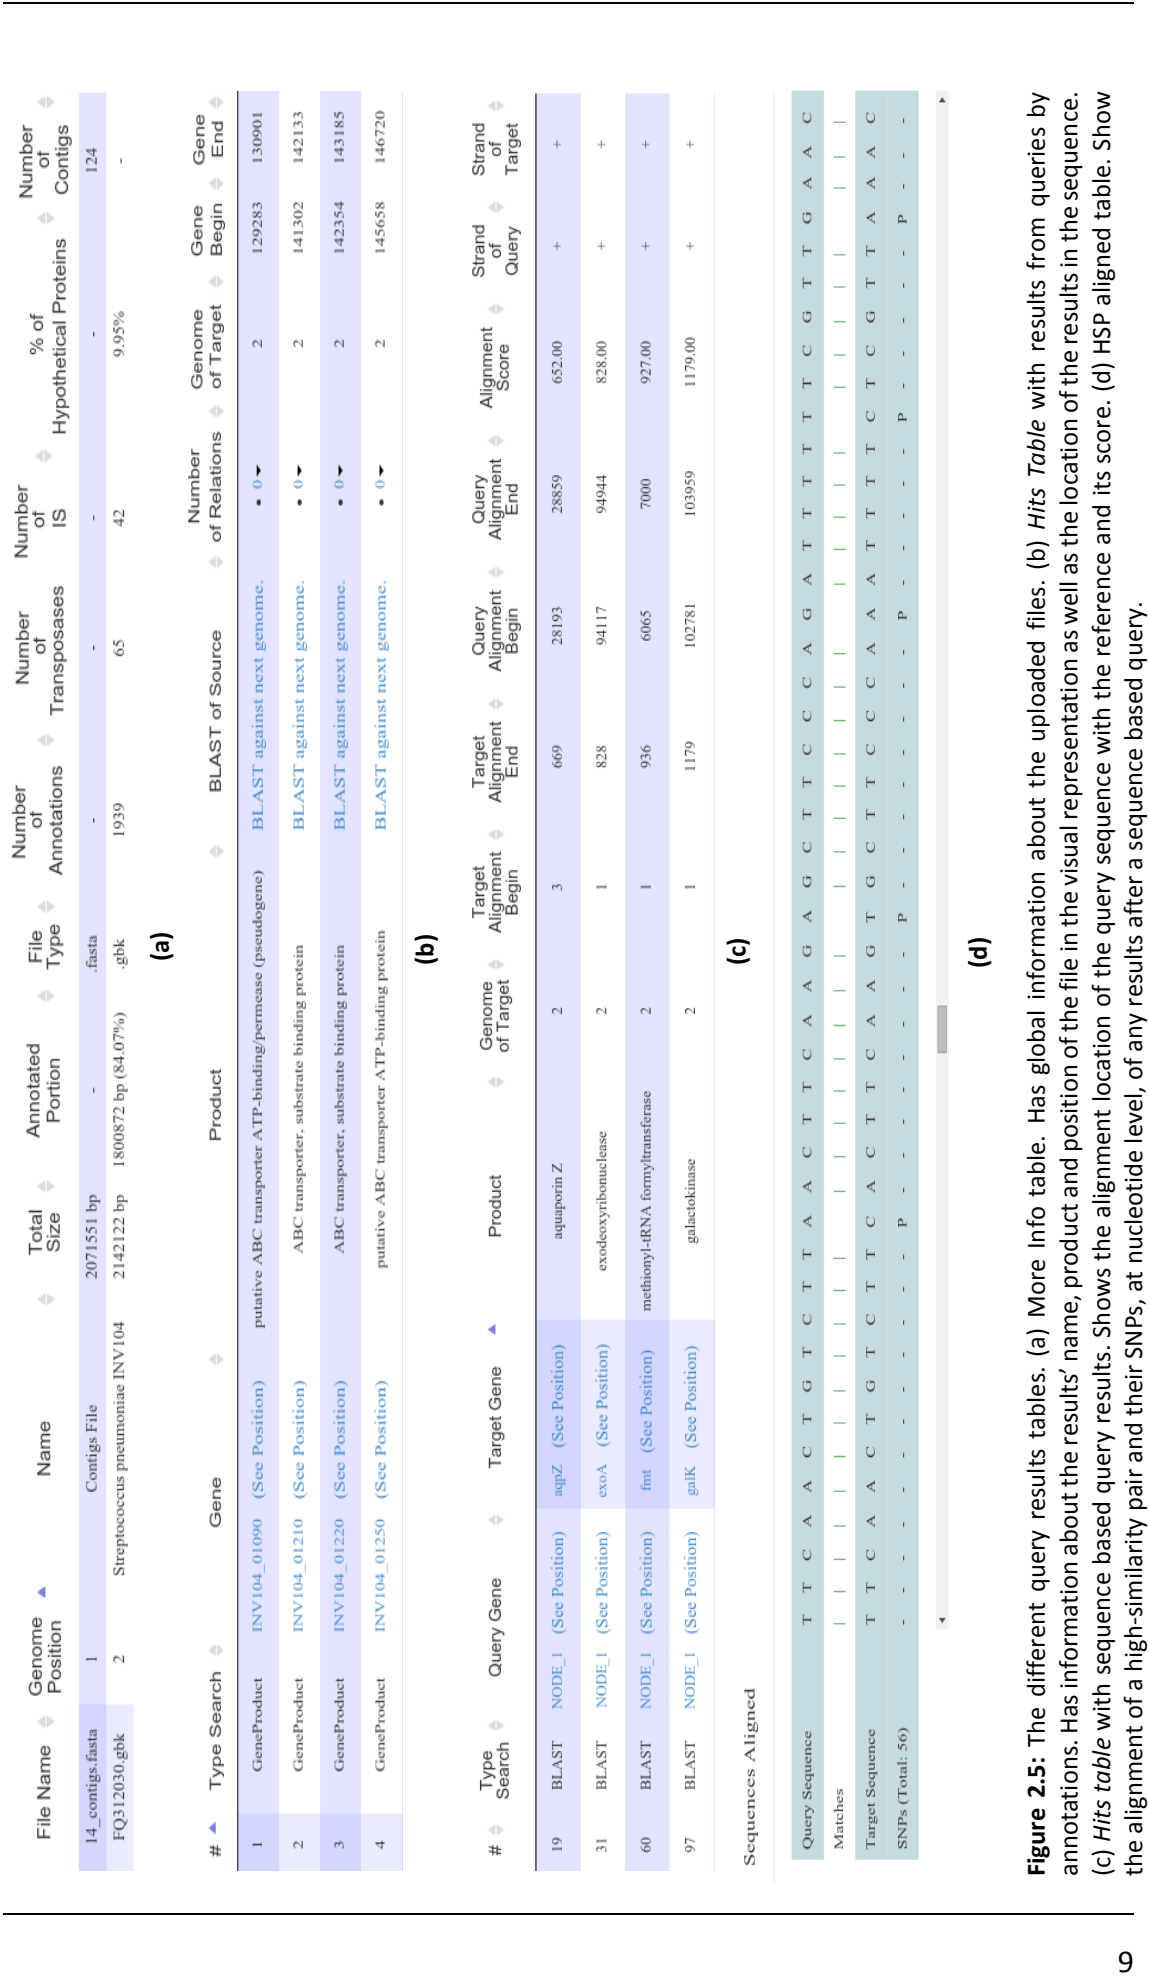 File Name Genome Position Name Total Size Annotated Portion File Type Number of Annotations Number of Transposases Number of IS % of Hypothetical Proteins Number of Contigs
14_contigs.fasta 1 Contigs File 2071551 bp - .fasta - - - - 124
FQ312030.gbk 2 Streptococcus pneumoniae INV104 2142122 bp 1800872 bp (84.07%) .gbk 1939 65 42 9.95% -
(a)
# Type Search Gene Product BLAST of Source Number of Relations Genome of Target Gene Begin Gene End
1 GeneProduct INV104_01090 (See Position) putative ABC transporter ATP-binding/permease (pseudogene) BLAST against next genome. • 0 2 129283 130901
2 GeneProduct INV104_01210 (See Position) ABC transporter, substrate binding protein BLAST against next genome. • 0 2 141302 142133
3 GeneProduct INV104_01220 (See Position) ABC transporter, substrate binding protein BLAST against next genome. • 0 2 142354 143185
4 GeneProduct INV104_01250 (See Position) putative ABC transporter ATP-binding protein BLAST against next genome. • 0 2 145658 146720
(b)
# Type Search Query Gene Target Gene Product Genome of Target Target Alignment Begin Target Alignment End Query Alignment Begin Query Alignment End Alignment Score Strand of Query Strand of Target
19 BLAST NODE_1 (See Position) aqpZ (See Position) aquaporin Z 2 3 669 28193 28859 652.00 + +
31 BLAST NODE_1 (See Position) exoA (See Position) exodeoxyribonuclease 2 1 828 94117 94944 828.00 + +
60 BLAST NODE_1 (See Position) fmt (See Position) methionyl-tRNA formyltransferase 2 1 936 6065 7000 927.00 + +
97 BLAST NODE_1 (See Position) galK (See Position) galactokinase 2 1 1179 102781 103959 1179.00 + +
(c)
Sequences Aligned
Query Sequence T T C A A C T G T C T T A A C T T C A A G A G C T T C C C A G A T T T T T C G T T G A A C
Matches | | | | | | | | | | | | | | | | | | | | | | | | | | | | | | | | | | | | | | | | |
Target Sequence T T C A A C T G T C T T C A C T T C A A G T G C T T C C C A A A T T T T C T C G T T A A A C
SNPs (Total: 56) - - - - - - - - - - - - P - - - - - - - - P - - - - - - - - P - - - - - P - - - - - P - - -
(d)
Figure 2.5: The different query results tables. (a) More Info table. Has global information about the uploaded files. (b) Hits Table with results from queries by
annotations. Has information about the results' name, product and position of the file in the visual representation as well as the location of the results in the sequence.
(c) Hits table with sequence based query results. Shows the alignment location of the query sequence with the reference and its score. (d) HSP aligned table. Show
the alignment of a high-similarity pair and their SNPs, at nucleotide level, of any results after a sequence based query.
9